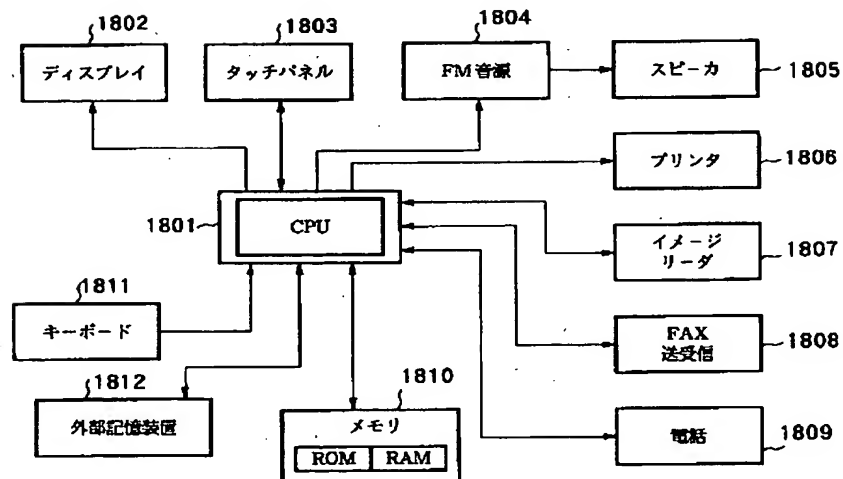 1802
ディスプレイ
1803
タッチパネル
1804
FM音源
スピーカ
1805
プリンタ
1806
1801
CPU
イメージ
リーダ
1807
1811
キーボード
FAX
送受信
1808
1812
外部記憶装置
1810
メモリ
ROM
RAM
電話
1809